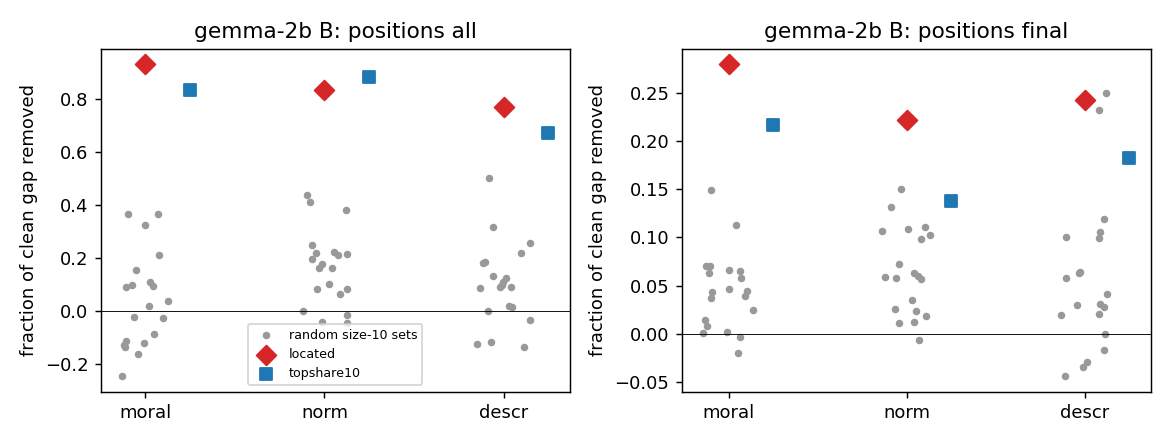 gemma-2b B: positions all
fraction of clean gap removed
0.8
0.6
0.4
0.2
0.0
−0.2
moral
norm
descr
random size-10 sets
located
topshare10
gemma-2b B: positions final
fraction of clean gap removed
0.25
0.20
0.15
0.10
0.05
0.00
−0.05
moral
norm
descr